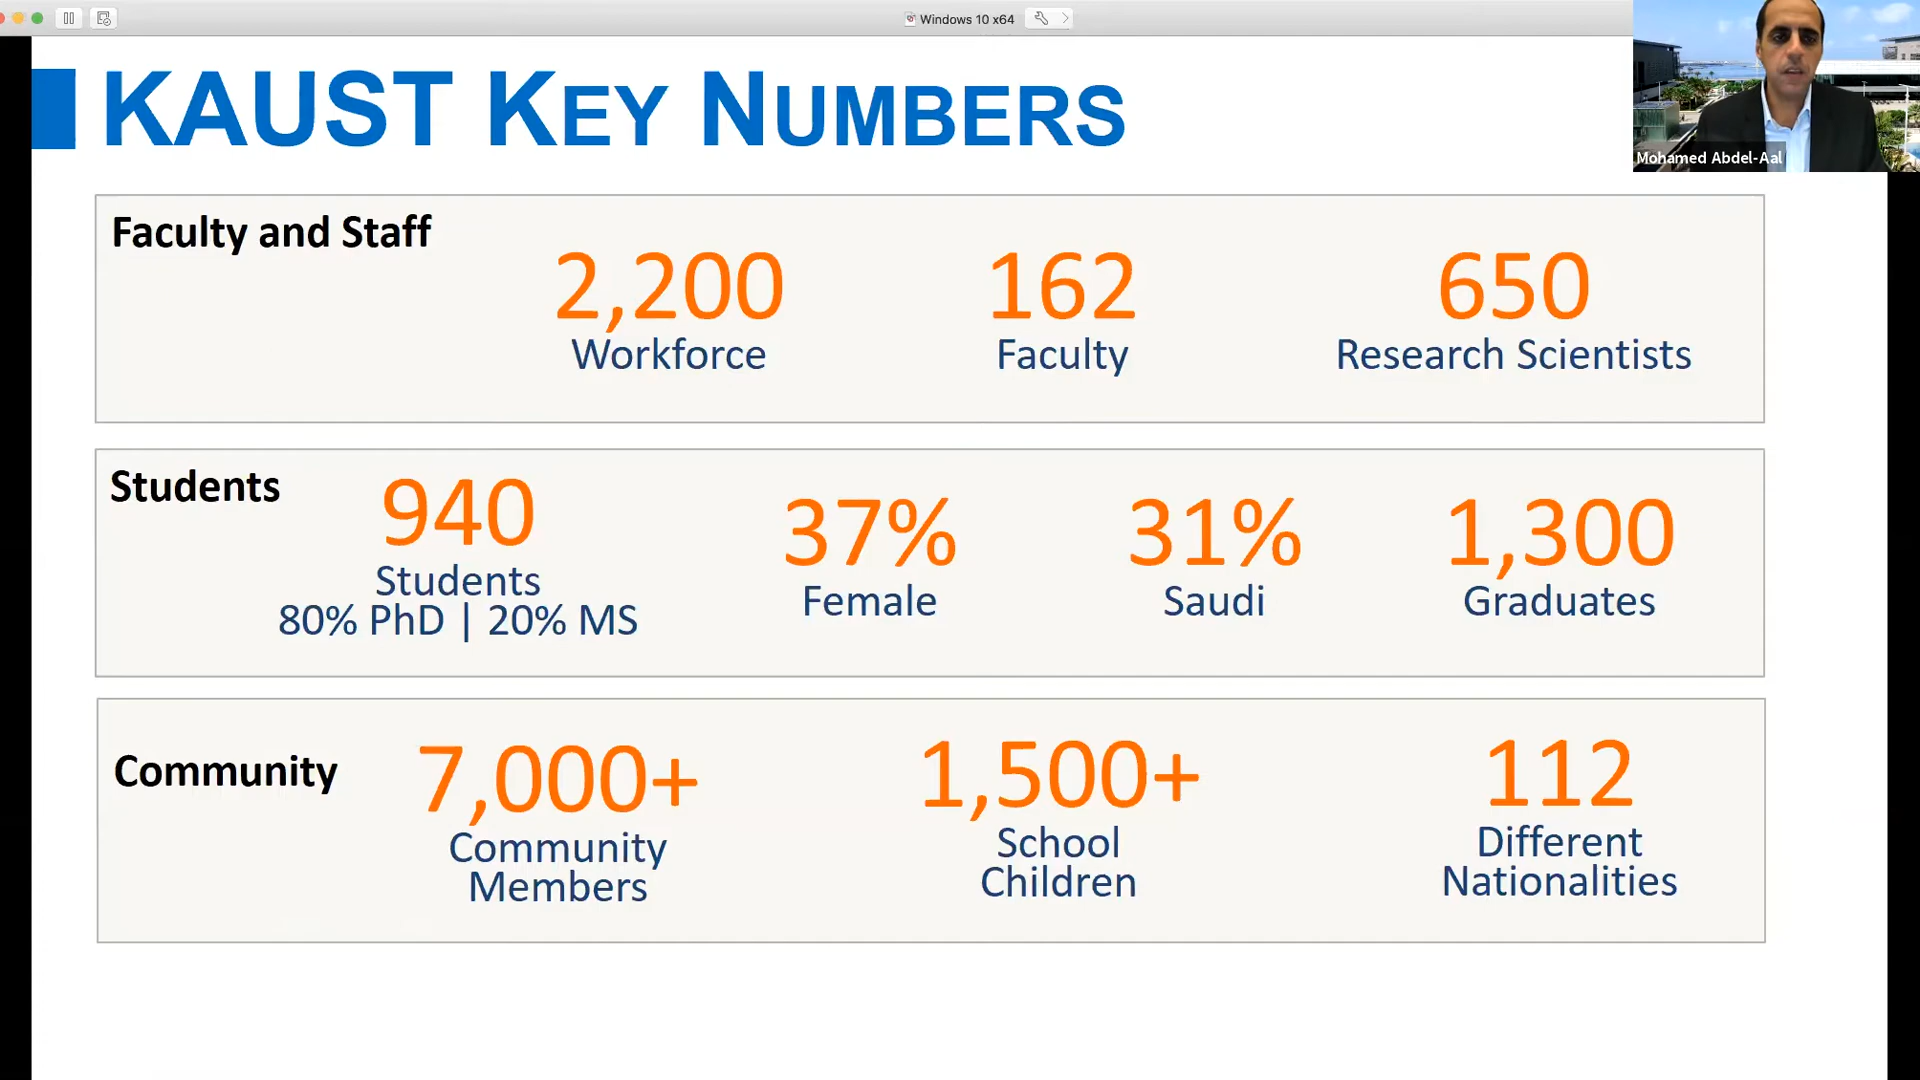 Windows 10 x64
KAUST KEY NUMBERS
Mohamed Abdel-Aal
Faculty and Staff
2,200
Workforce
162
Faculty
650
Research Scientists
Students
940
Students
80% PhD | 20% MS
37%
Female
31%
Saudi
1,300
Graduates
Community
7,000+
Community
Members
1,500+
School
Children
112
Different
Nationalities